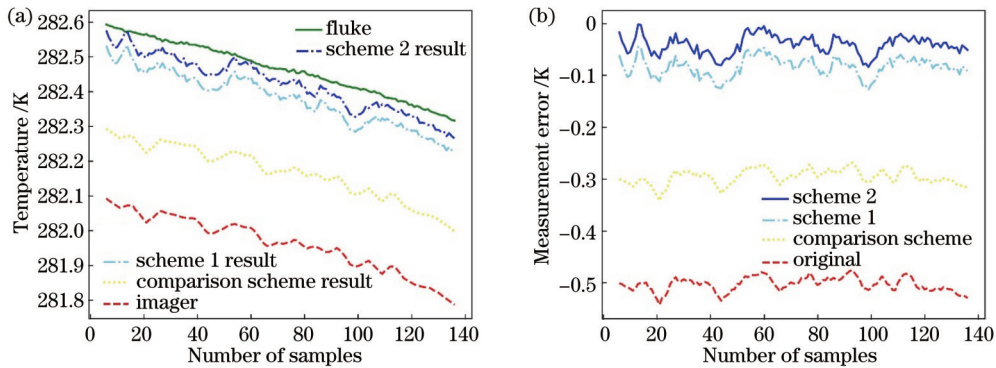 (a)
282.6
282.5
282.4
282.3
282.2
282.1
282.0
281.9
281.8
Temperature /K
fluke
scheme 2 result
scheme 1 result
comparison scheme result
imager
0 20 40 60 80 100 120 140
Number of samples
(b)
0
−0.1
−0.2
−0.3
−0.4
−0.5
Measurement error /K
scheme 2
scheme 1
comparison scheme
original
0 20 40 60 80 100 120 140
Number of samples